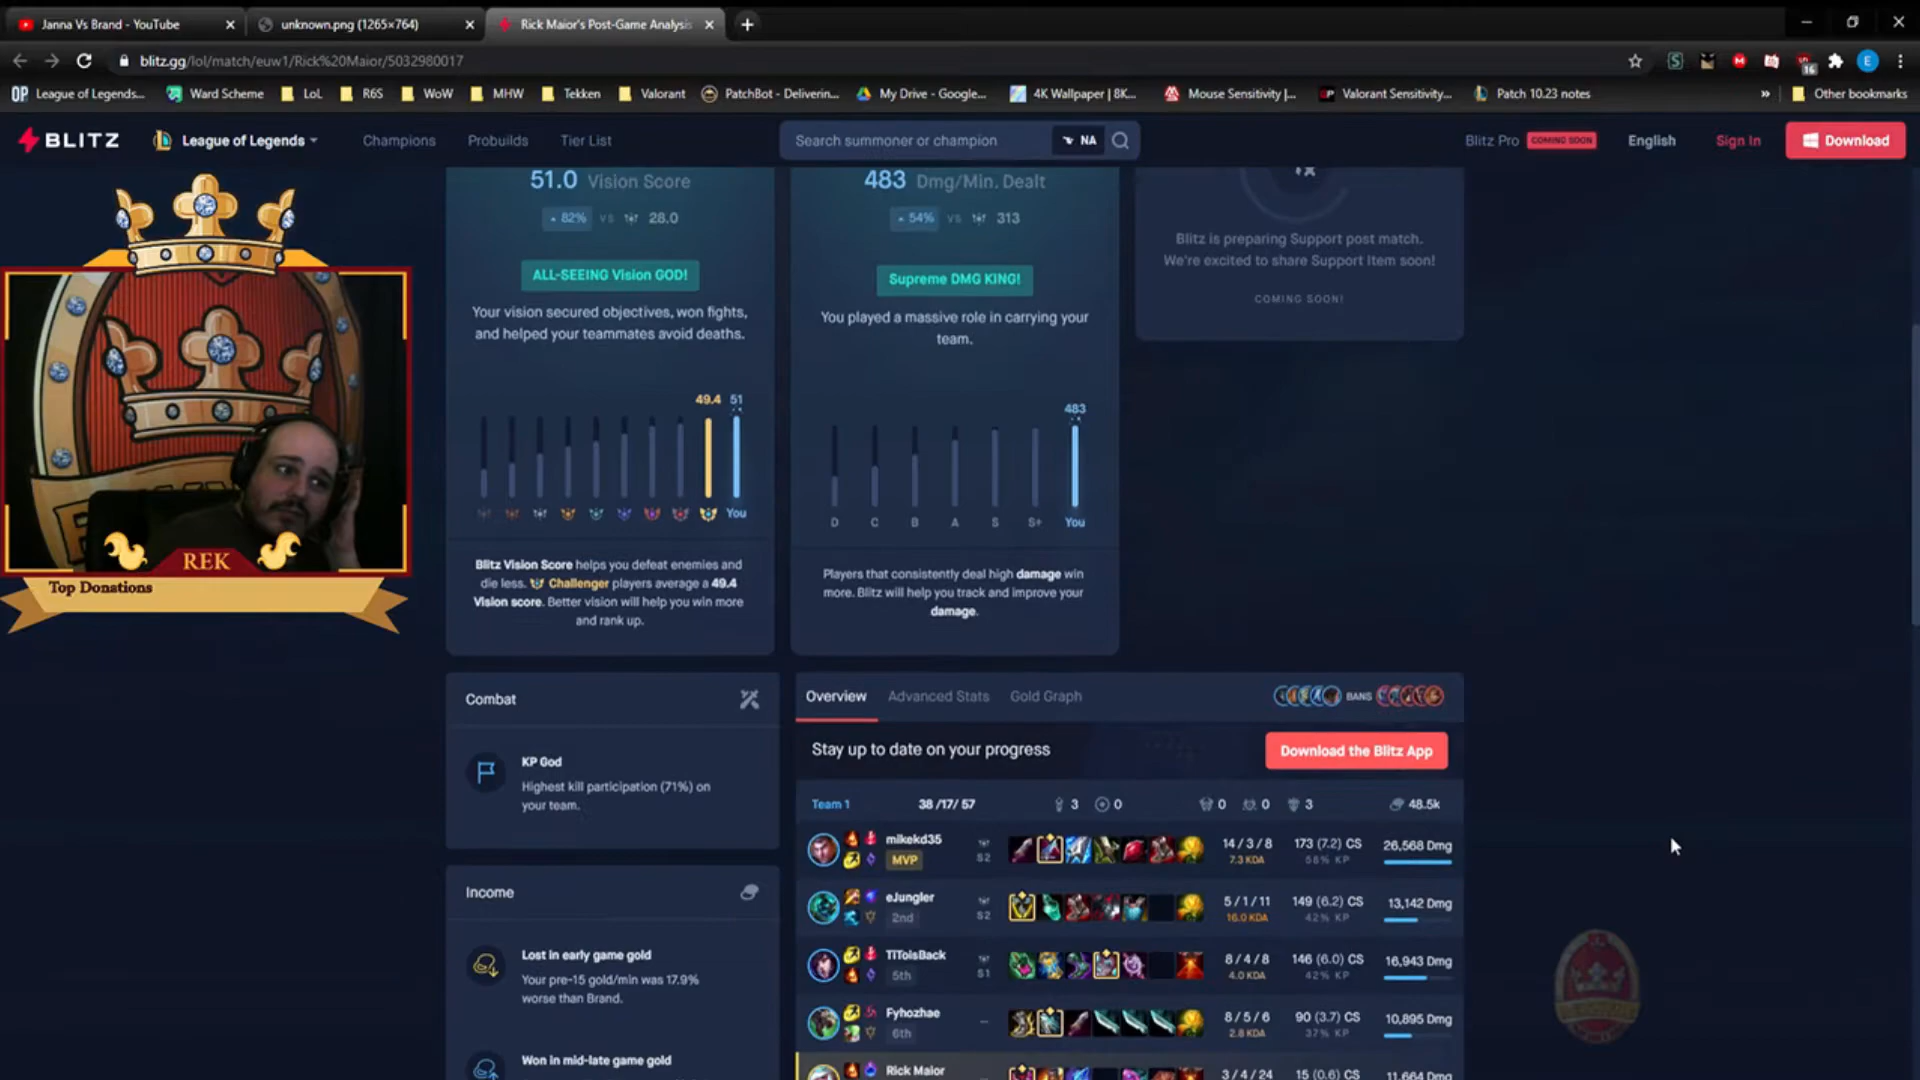 Janna Vs Brand - YouTube
unknown.png (1265×764)
Rick Maior's Post-Game Analysis
blitz.gg/lol/match/euw1/Rick%20Maior/5032980017
16
E
OP League of Legends...
Ward Scheme
LoL
R6S
WoW
MHW
Tekken
Valorant
PatchBot - Deliverin...
My Drive - Google...
4K Wallpaper | 8K...
Mouse Sensitivity |...
Valorant Sensitivity...
Patch 10.23 notes
»
Other bookmarks
BLITZ
League of Legends
Champions
Probuilds
Tier List
Search summoner or champion
NA
Blitz Pro COMING SOON
English
Sign In
Download
51.0 Vision Score
82% VS 28.0
ALL-SEEING Vision GOD!
Your vision secured objectives, won fights,
and helped your teammates avoid deaths.
49.4 51
You
Blitz Vision Score helps you defeat enemies and
die less. Challenger players average a 49.4
Vision score. Better vision will help you win more
and rank up.
483 Dmg/Min. Dealt
54% VS 313
Supreme DMG KING!
You played a massive role in carrying your
team.
483
D C B A S S+ You
Players that consistently deal high damage win
more. Blitz will help you track and improve your
damage.
Blitz is preparing Support post match.
We're excited to share Support Item soon!
COMING SOON!
REK
Top Donations
Combat
KP God
Highest kill participation (71%) on
your team.
Income
Lost in early game gold
Your pre-15 gold/min was 17.9%
worse than Brand.
Won in mid-late game gold
Overview
Advanced Stats
Gold Graph
BANS
Stay up to date on your progress
Download the Blitz App
Team 1 38 /17/ 57 3 0 0 0 3 48.5k
mikekd35 MVP S2 14 / 3 / 8 7.3 KDA 173 (7.2) CS 58% KP 26,568 Dmg
eJungler 2nd S2 5 / 1 / 11 16.0 KDA 149 (6.2) CS 42% KP 13,142 Dmg
TiToIsBack 5th S1 8 / 4 / 8 4.0 KDA 146 (6.0) CS 42% KP 16,943 Dmg
Fyhozhae 6th 8 / 5 / 6 2.8 KDA 90 (3.7) CS 37% KP 10,895 Dmg
Rick Maior 3 / 4 / 24 15 (0.6) CS 11,664 Dmg